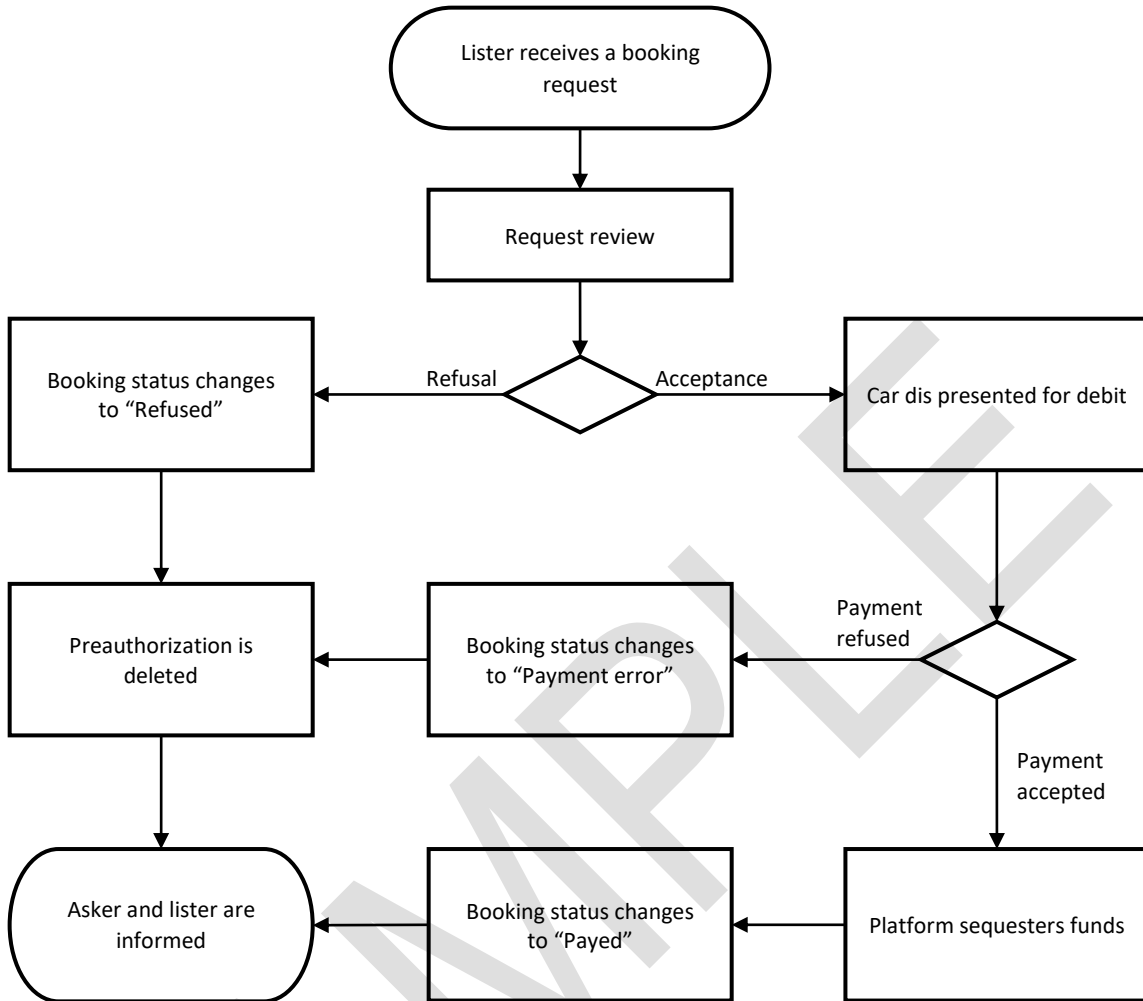 Lister receives a booking
request
Request review
Booking status changes
to “Refused”
Refusal
Acceptance
Car dis presented for debit
Preauthorization is
deleted
Booking status changes
to “Payment error”
Payment
refused
Payment
accepted
Asker and lister are
informed
Booking status changes
to “Payed”
Platform sequesters funds
MPLE